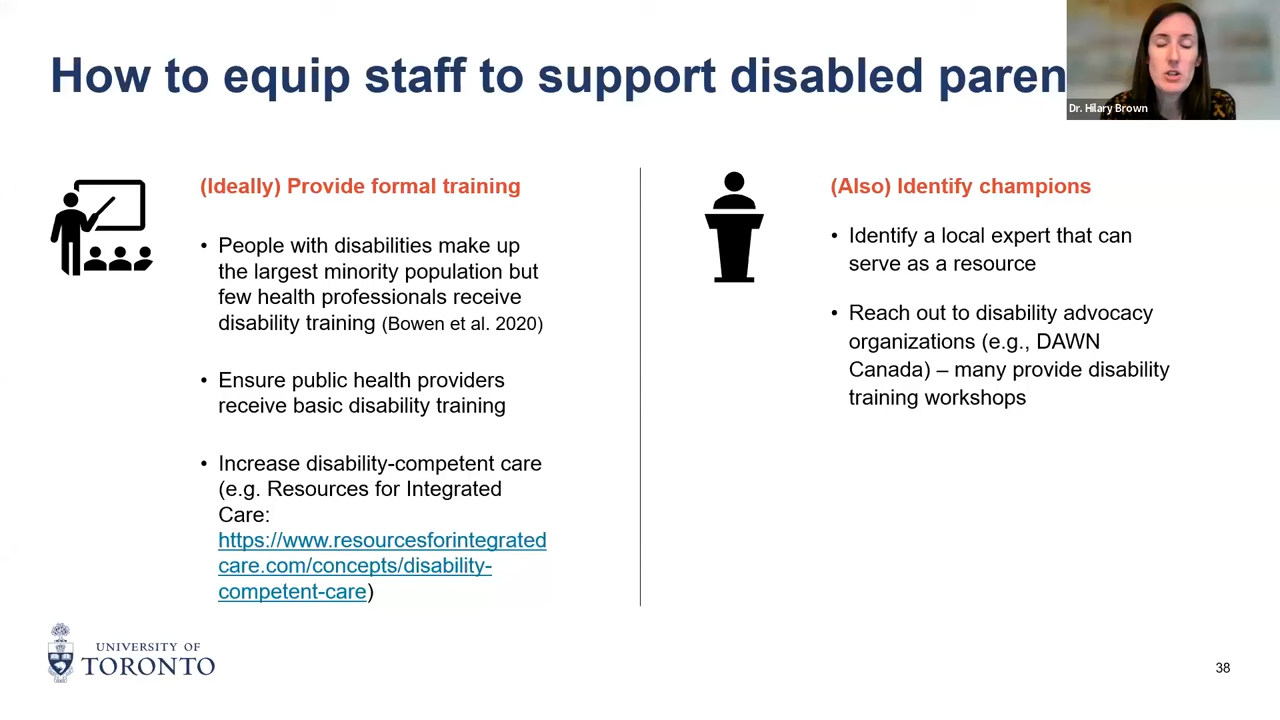 How to equip staff to support disabled paren
Dr. Hilary Brown
(Ideally) Provide formal training
• People with disabilities make up
the largest minority population but
few health professionals receive
disability training (Bowen et al. 2020)
• Ensure public health providers
receive basic disability training
• Increase disability-competent care
(e.g. Resources for Integrated
Care:
https://www.resourcesforintegrated
care.com/concepts/disability-
competent-care)
(Also) Identify champions
• Identify a local expert that can
serve as a resource
• Reach out to disability advocacy
organizations (e.g., DAWN
Canada) – many provide disability
training workshops
UNIVERSITY OF
TORONTO
38